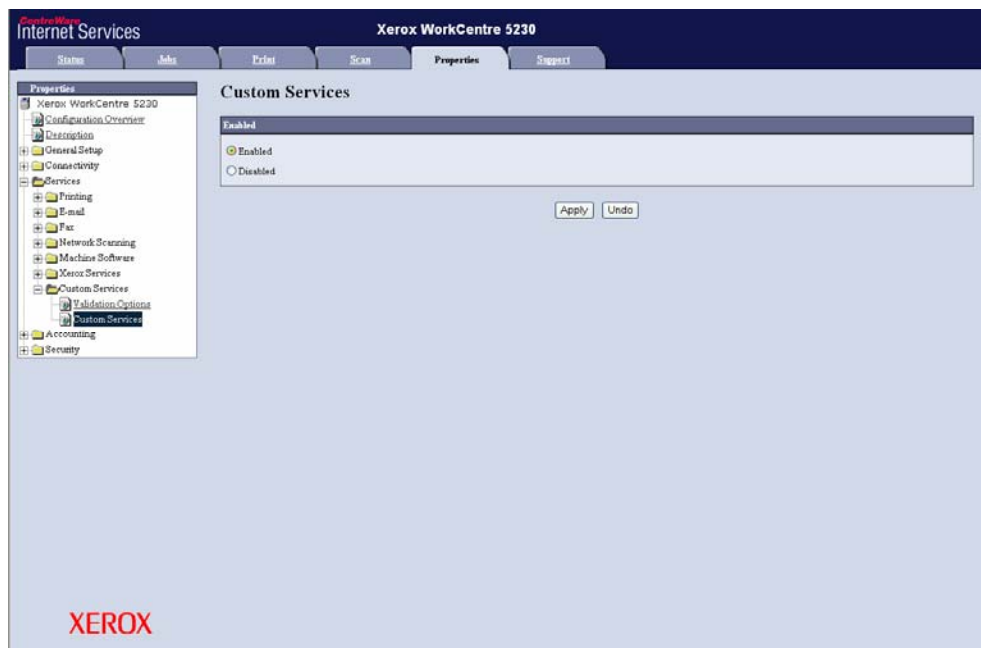 CentreWare
Internet Services
Xerox WorkCentre 5230
Status
Jobs
Print
Scan
Properties
Support
Properties
Xerox WorkCentre 5230
Configuration Overview
Description
General Setup
Connectivity
Services
Printing
E-mail
Fax
Network Scanning
Machine Software
Xerox Services
Custom Services
Validation Options
Custom Services
Accounting
Security
Custom Services
Enabled
Enabled
Disabled
Apply
Undo
XEROX